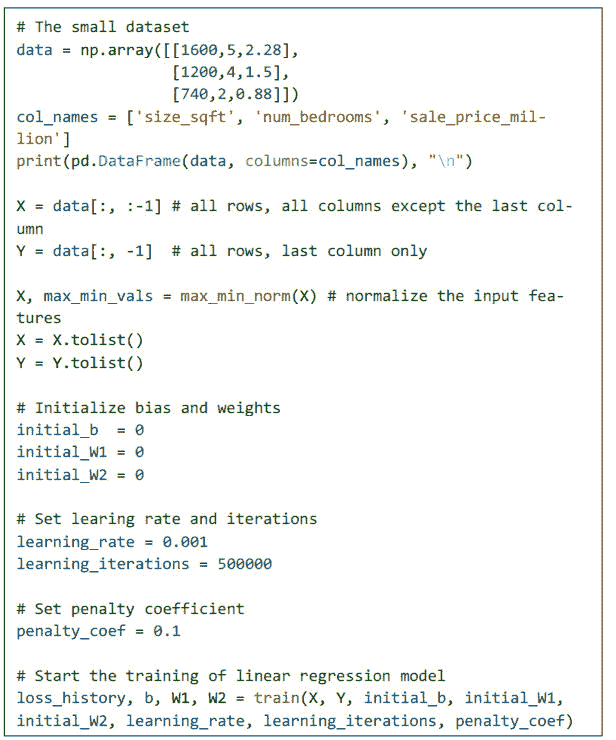 # The small dataset
data = np.array([[1600,5,2.28],
                 [1200,4,1.5],
                 [740,2,0.88]])
col_names = ['size_sqft', 'num_bedrooms', 'sale_price_mil-
lion']
print(pd.DataFrame(data, columns=col_names), "\n")

X = data[:, :-1] # all rows, all columns except the last col-
umn
Y = data[:, -1]  # all rows, last column only

X, max_min_vals = max_min_norm(X) # normalize the input fea-
tures
X = X.tolist()
Y = Y.tolist()

# Initialize bias and weights
initial_b  = 0
initial_W1 = 0
initial_W2 = 0

# Set learing rate and iterations
learning_rate = 0.001
learning_iterations = 500000

# Set penalty coefficient
penalty_coef = 0.1

# Start the training of linear regression model
loss_history, b, W1, W2 = train(X, Y, initial_b, initial_W1,
initial_W2, learning_rate, learning_iterations, penalty_coef)